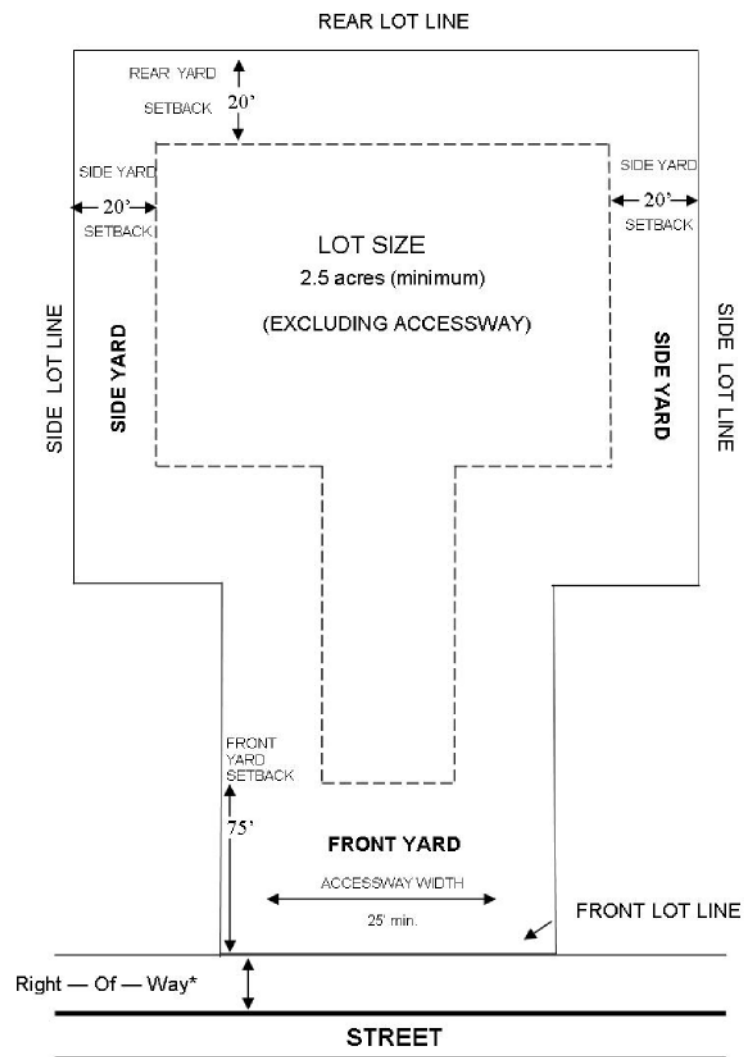 REAR LOT LINE
REAR YARD
SETBACK
20'
SIDE YARD
20'
SETBACK
SIDE YARD
20'
SETBACK
LOT SIZE
2.5 acres (minimum)
(EXCLUDING ACCESSWAY)
SIDE LOT LINE
SIDE YARD
SIDE YARD
SIDE LOT LINE
FRONT
YARD
SETBACK
75'
FRONT YARD
ACCESSWAY WIDTH
25' min.
FRONT LOT LINE
Right — Of — Way*
STREET